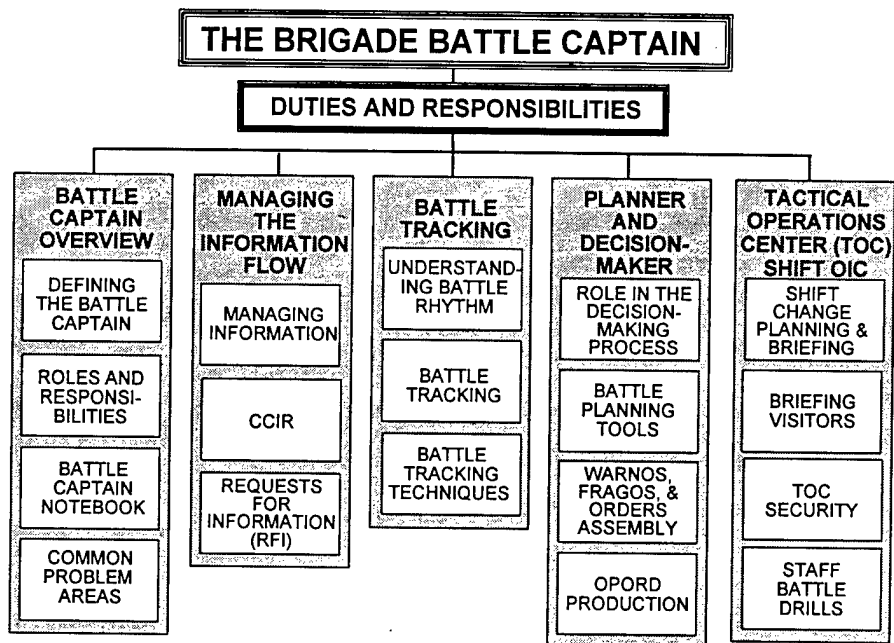 THE BRIGADE BATTLE CAPTAIN
DUTIES AND RESPONSIBILITIES
BATTLE
CAPTAIN
OVERVIEW
DEFINING
THE BATTLE
CAPTAIN
ROLES AND
RESPONSI-
BILITIES
BATTLE
CAPTAIN
NOTEBOOK
COMMON
PROBLEM
AREAS
MANAGING
THE
INFORMATION
FLOW
MANAGING
INFORMATION
CCIR
REQUESTS
FOR
INFORMATION
(RFI)
BATTLE
TRACKING
UNDERSTAND-
ING BATTLE
RHYTHM
BATTLE
TRACKING
BATTLE
TRACKING
TECHNIQUES
PLANNER
AND
DECISION-
MAKER
ROLE IN THE
DECISION-
MAKING
PROCESS
BATTLE
PLANNING
TOOLS
WARNOS,
FRAGOS, &
ORDERS
ASSEMBLY
OPORD
PRODUCTION
TACTICAL
OPERATIONS
CENTER (TOC)
SHIFT OIC
SHIFT
CHANGE
PLANNING &
BRIEFING
BRIEFING
VISITORS
TOC
SECURITY
STAFF
BATTLE
DRILLS